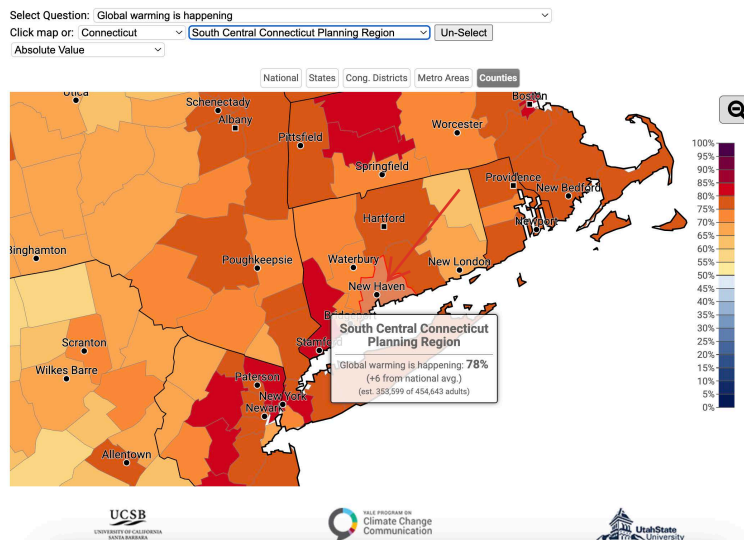 Select Question: Global warming is happening
Click map or: Connecticut South Central Connecticut Planning Region Un-Select
Absolute Value
National States Cong. Districts Metro Areas Counties
Utica
Schenectady
Albany
Boston
Worcester
Pittsfield
Springfield
Providence
New Bedford
Hartford
Newport
Binghamton
Poughkeepsie
Waterbury
New London
New Haven
Scranton
Wilkes Barre
Paterson
New York
Newark
Allentown
South Central Connecticut
Planning Region
Global warming is happening: 78%
(+6 from national avg.)
(est. 353,599 of 454,643 adults)
100%
95%
90%
85%
80%
75%
70%
65%
60%
55%
50%
45%
40%
35%
30%
25%
20%
15%
10%
5%
0%
UCSB
UNIVERSITY OF CALIFORNIA
SANTA BARBARA
YALE PROGRAM ON
Climate Change
Communication
UtahState
University